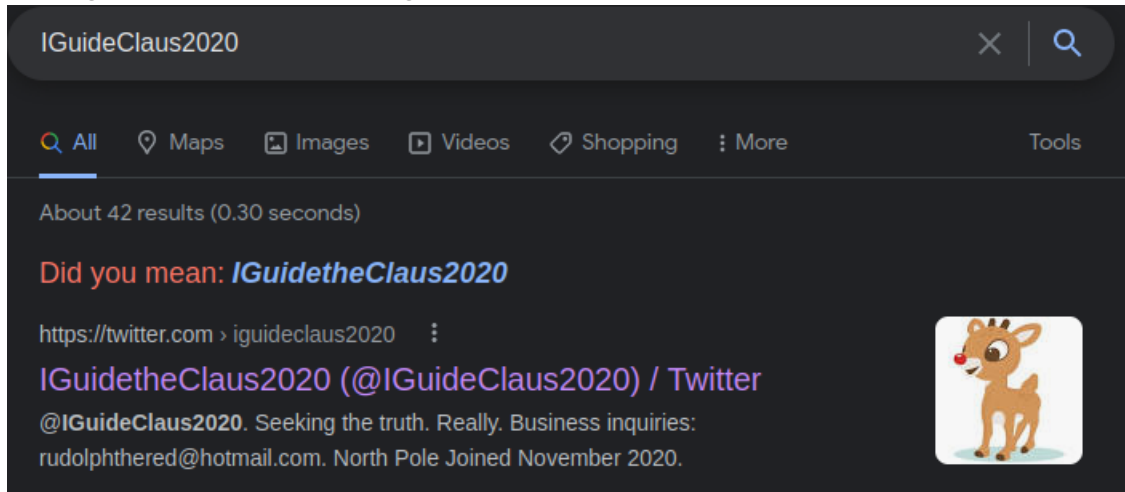 IGuideClaus2020
All Maps Images Videos Shopping More Tools
About 42 results (0.30 seconds)
Did you mean: IGuidetheClaus2020
https://twitter.com › iguideclaus2020
IGuidetheClaus2020 (@IGuideClaus2020) / Twitter
@IGuideClaus2020. Seeking the truth. Really. Business inquiries:
rudolphthered@hotmail.com. North Pole Joined November 2020.